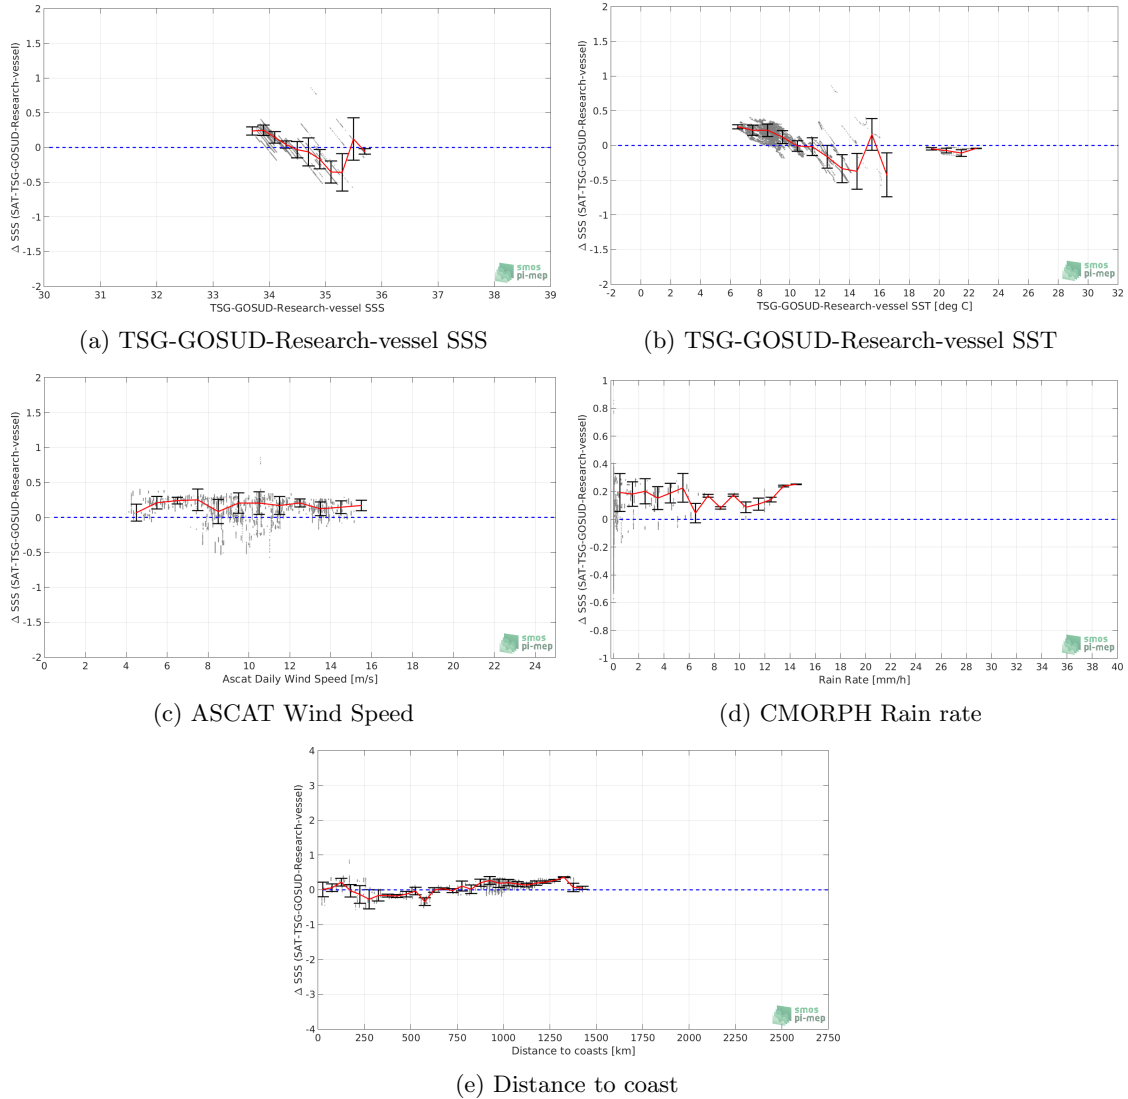 Δ SSS (SAT-TSG-GOSUD-Research-vessel)
2
1.5
1
0.5
0
-0.5
-1
-1.5
-2
30 31 32 33 34 35 36 37 38 39
TSG-GOSUD-Research-vessel SSS
smos
pi-mep
(a) TSG-GOSUD-Research-vessel SSS
Δ SSS (SAT-TSG-GOSUD-Research-vessel)
2
1.5
1
0.5
0
-0.5
-1
-1.5
-2
-2 0 2 4 6 8 10 12 14 16 18 20 22 24 26 28 30 32
TSG-GOSUD-Research-vessel SST [deg C]
smos
pi-mep
(b) TSG-GOSUD-Research-vessel SST
Δ SSS (SAT-TSG-GOSUD-Research-vessel)
2
1.5
1
0.5
0
-0.5
-1
-1.5
-2
0 2 4 6 8 10 12 14 16 18 20 22 24
Ascat Daily Wind Speed [m/s]
smos
pi-mep
(c) ASCAT Wind Speed
Δ SSS (SAT-TSG-GOSUD-Research-vessel)
1
0.8
0.6
0.4
0.2
0
-0.2
-0.4
-0.6
-0.8
-1
0 2 4 6 8 10 12 14 16 18 20 22 24 26 28 30 32 34 36 38 40
Rain Rate [mm/h]
smos
pi-mep
(d) CMORPH Rain rate
Δ SSS (SAT-TSG-GOSUD-Research-vessel)
4
3
2
1
0
-1
-2
-3
-4
0 250 500 750 1000 1250 1500 1750 2000 2250 2500 2750
Distance to coasts [km]
smos
pi-mep
(e) Distance to coast